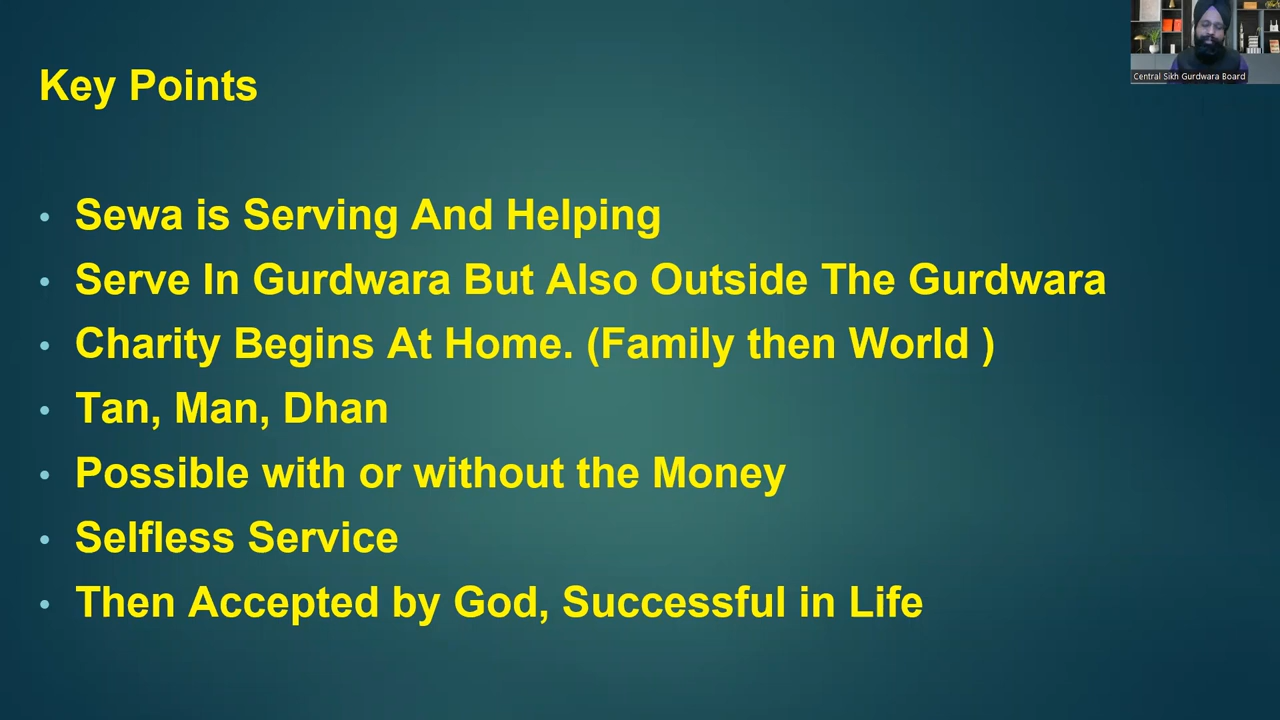 Central Sikh Gurdwara Board
Key Points
Sewa is Serving And Helping
Serve In Gurdwara But Also Outside The Gurdwara
Charity Begins At Home. (Family then World )
Tan, Man, Dhan
Possible with or without the Money
Selfless Service
Then Accepted by God, Successful in Life